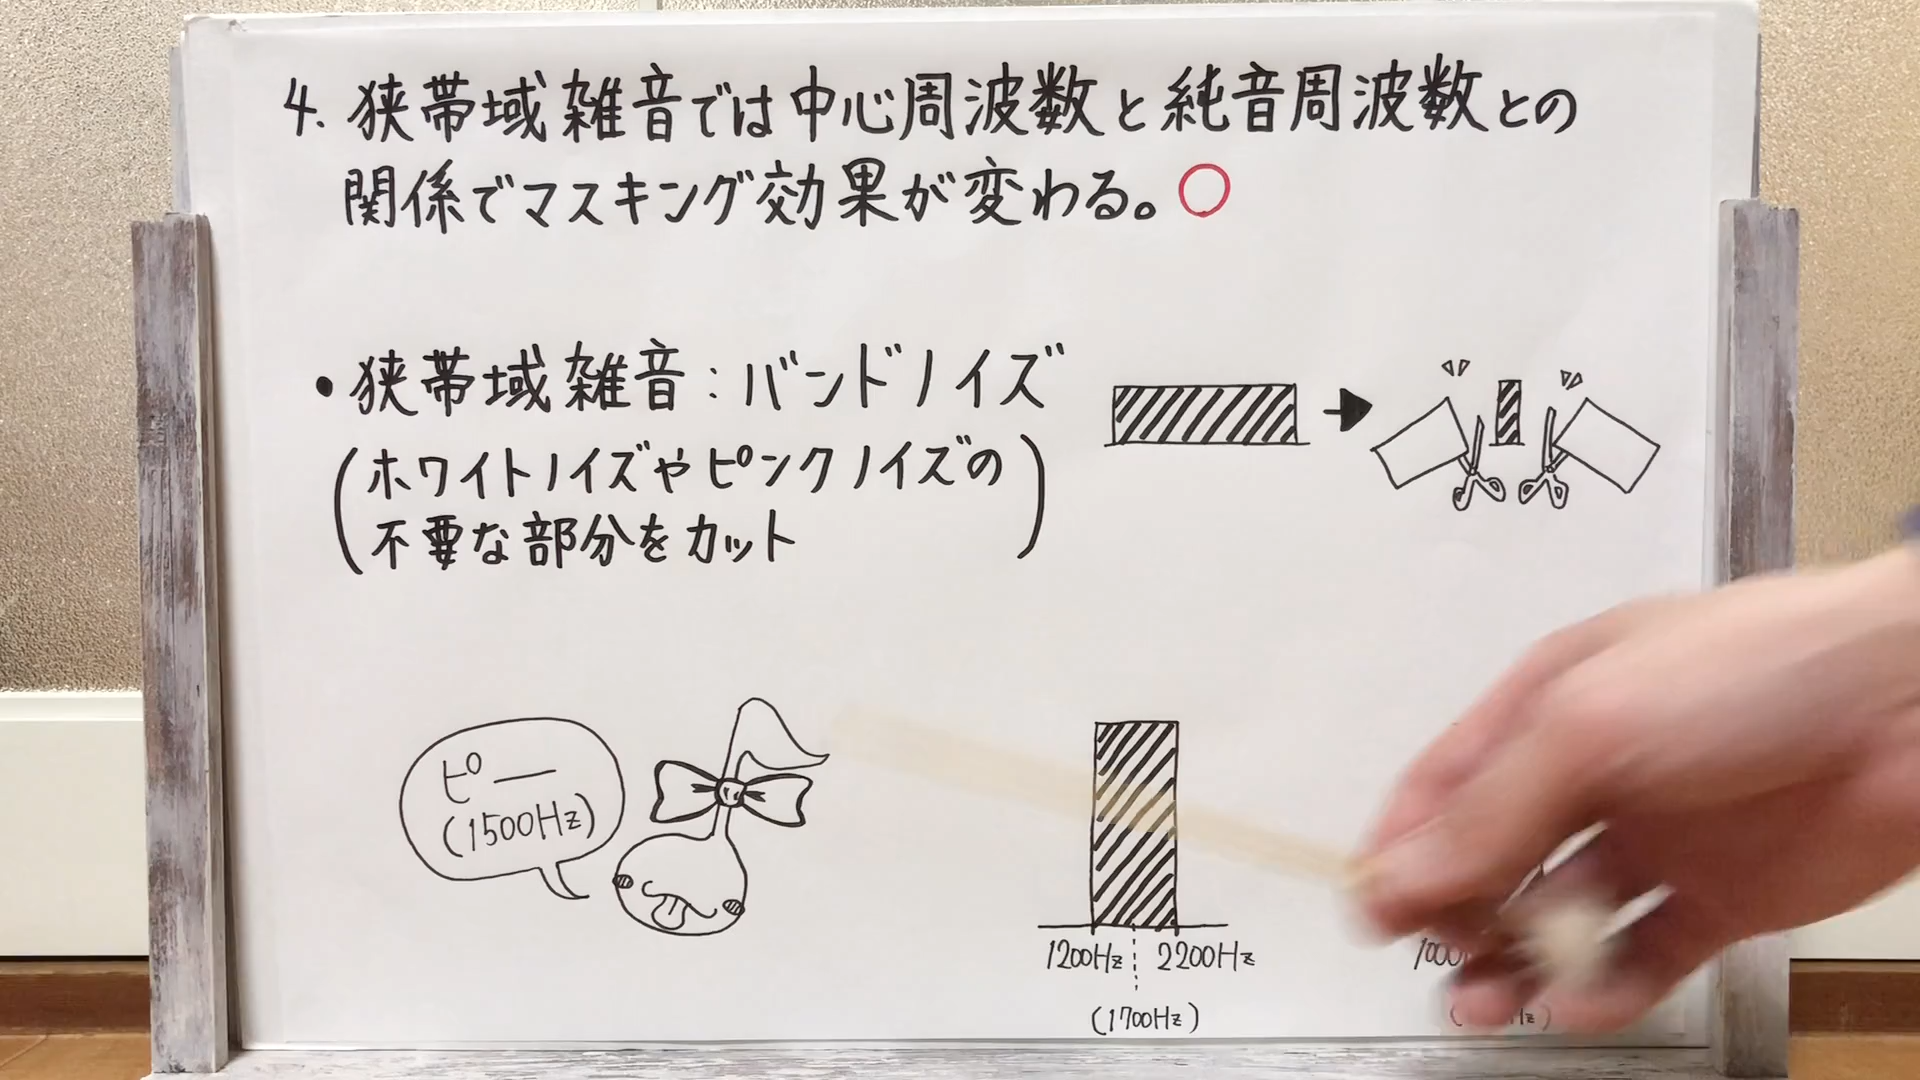 4. 狭帯域雑音では中心周波数と純音周波数との
関係でマスキング効果が変わる。○
・狭帯域雑音：バンドノイズ
(ホワイトノイズやピンクノイズの
不要な部分をカット)
ピ―
(1500Hz)
1200Hz 2200Hz
(1700Hz)